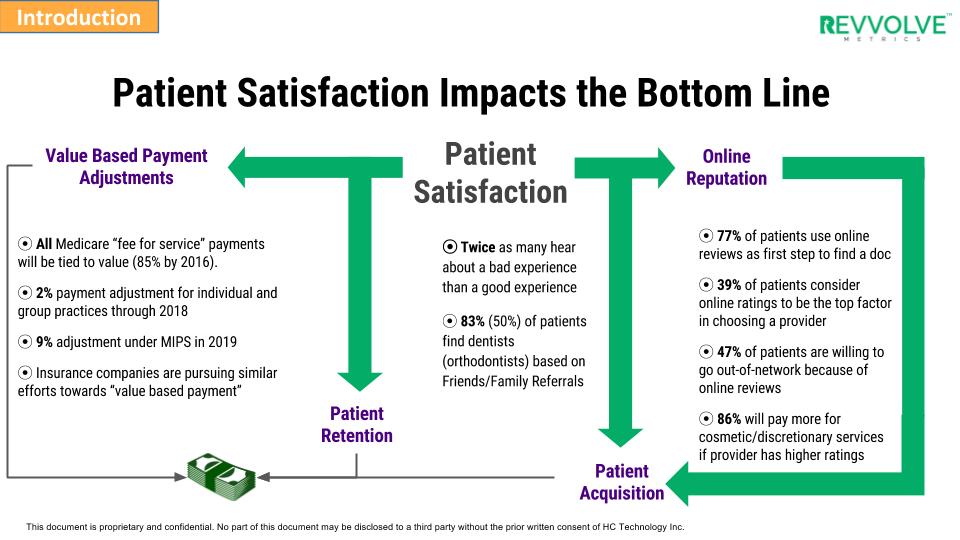 Introduction
REVVOLVE™
METRICS
Patient Satisfaction Impacts the Bottom Line
Value Based Payment
Adjustments
Patient
Satisfaction
Online
Reputation
⦿ All Medicare “fee for service” payments
will be tied to value (85% by 2016).
⦿ 2% payment adjustment for individual and
group practices through 2018
⦿ 9% adjustment under MIPS in 2019
⦿ Insurance companies are pursuing similar
efforts towards “value based payment”
⦿ Twice as many hear
about a bad experience
than a good experience
⦿ 83% (50%) of patients
find dentists
(orthodontists) based on
Friends/Family Referrals
⦿ 77% of patients use online
reviews as first step to find a doc
⦿ 39% of patients consider
online ratings to be the top factor
in choosing a provider
⦿ 47% of patients are willing to
go out-of-network because of
online reviews
⦿ 86% will pay more for
cosmetic/discretionary services
if provider has higher ratings
Patient
Retention
Patient
Acquisition
This document is proprietary and confidential. No part of this document may be disclosed to a third party without the prior written consent of HC Technology Inc.